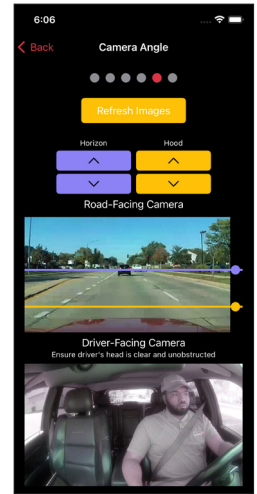 6:06
Back
Camera Angle
Refresh Images
Horizon
Hood
Road-Facing Camera
Driver-Facing Camera
Ensure driver's head is clear and unobstructed